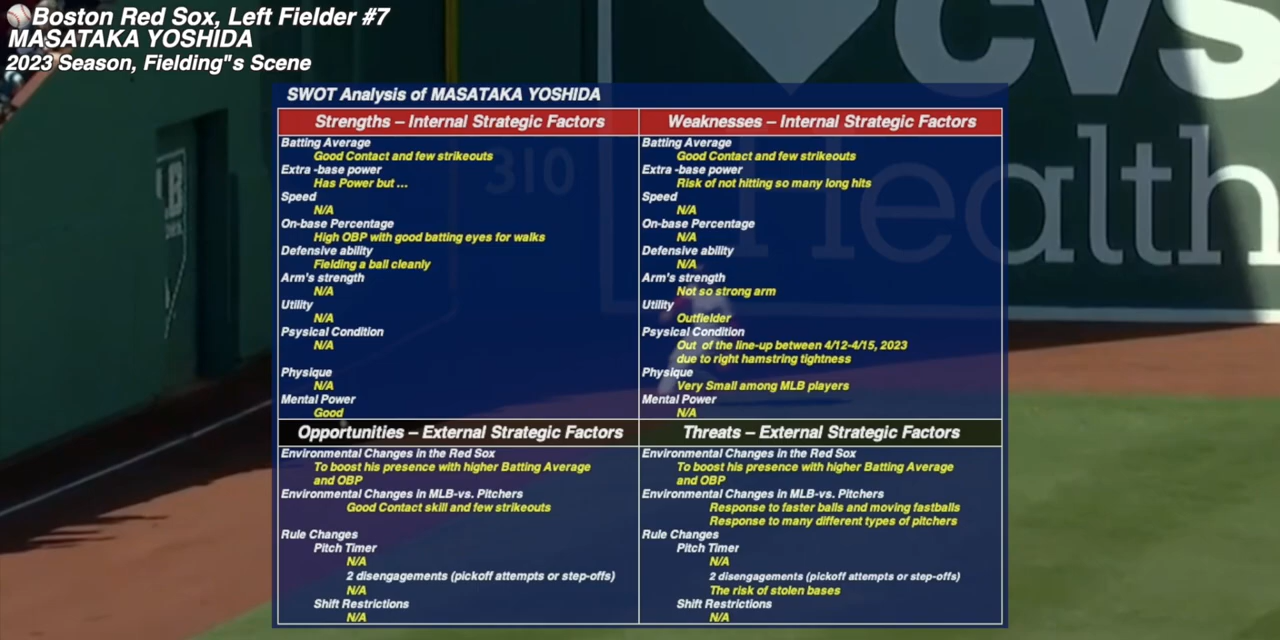 ⚾Boston Red Sox, Left Fielder #7
MASATAKA YOSHIDA
2023 Season, Fielding"s Scene
CVS
Health
310
SWOT Analysis of MASATAKA YOSHIDA
Strengths – Internal Strategic Factors
Batting Average
Good Contact and few strikeouts
Extra -base power
Has Power but ...
Speed
N/A
On-base Percentage
High OBP with good batting eyes for walks
Defensive ability
Fielding a ball cleanly
Arm's strength
N/A
Utility
N/A
Psysical Condition
N/A
Physique
N/A
Mental Power
Good
Weaknesses – Internal Strategic Factors
Batting Average
Good Contact and few strikeouts
Extra -base power
Risk of not hitting so many long hits
Speed
N/A
On-base Percentage
N/A
Defensive ability
N/A
Arm's strength
Not so strong arm
Utility
Outfielder
Psysical Condition
Out of the line-up between 4/12-4/15, 2023
due to right hamstring tightness
Physique
Very Small among MLB players
Mental Power
N/A
Opportunities – External Strategic Factors
Environmental Changes in the Red Sox
To boost his presence with higher Batting Average
and OBP
Environmental Changes in MLB-vs. Pitchers
Good Contact skill and few strikeouts
Rule Changes
Pitch Timer
N/A
2 disengagements (pickoff attempts or step-offs)
N/A
Shift Restrictions
N/A
Threats – External Strategic Factors
Environmental Changes in the Red Sox
To boost his presence with higher Batting Average
and OBP
Environmental Changes in MLB-vs. Pitchers
Response to faster balls and moving fastballs
Response to many different types of pitchers
Rule Changes
Pitch Timer
N/A
2 disengagements (pickoff attempts or step-offs)
The risk of stolen bases
Shift Restrictions
N/A